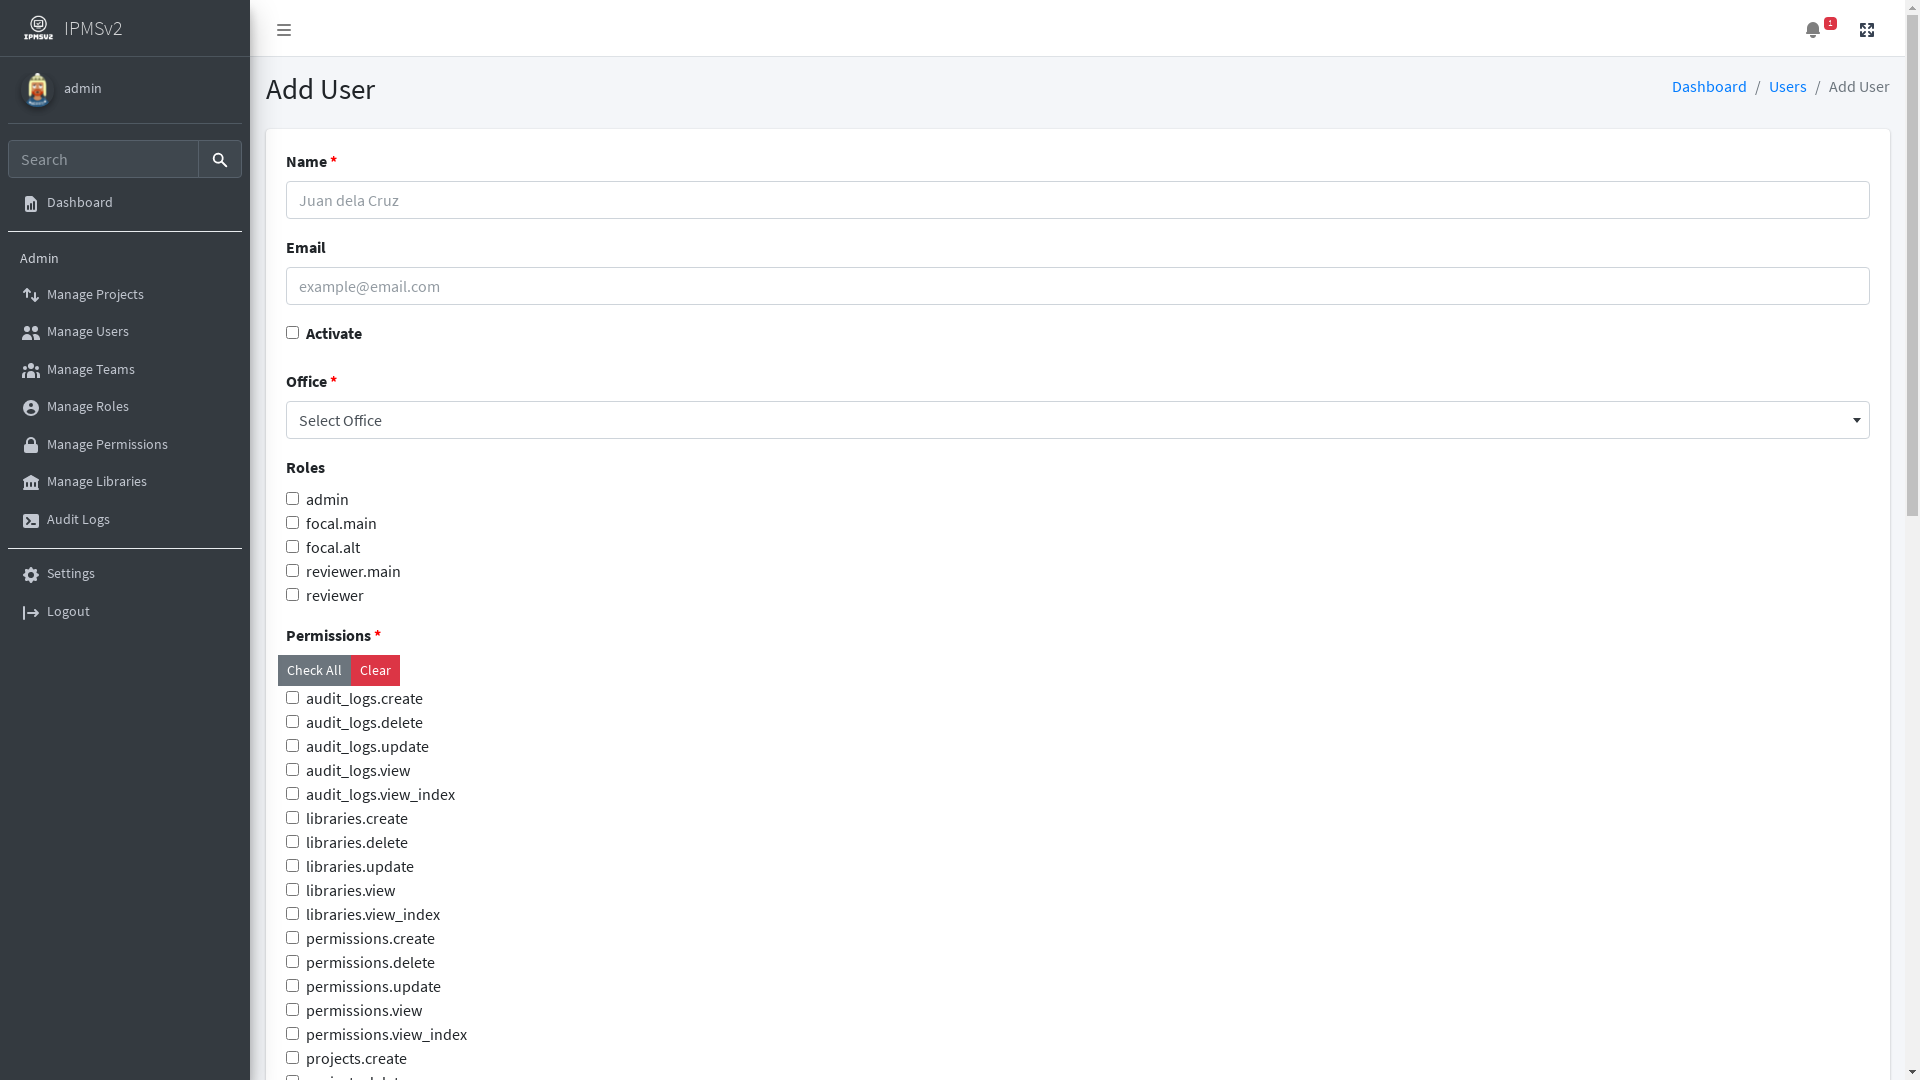 IPMSV2
IPMSv2
1
admin
Add User
Dashboard / Users / Add User
Search
Dashboard
Admin
Manage Projects
Manage Users
Manage Teams
Manage Roles
Manage Permissions
Manage Libraries
Audit Logs
Settings
Logout
Name *
Juan dela Cruz
Email
example@email.com
Activate
Office *
Select Office
Roles
admin
focal.main
focal.alt
reviewer.main
reviewer
Permissions *
Check All Clear
audit_logs.create
audit_logs.delete
audit_logs.update
audit_logs.view
audit_logs.view_index
libraries.create
libraries.delete
libraries.update
libraries.view
libraries.view_index
permissions.create
permissions.delete
permissions.update
permissions.view
permissions.view_index
projects.create